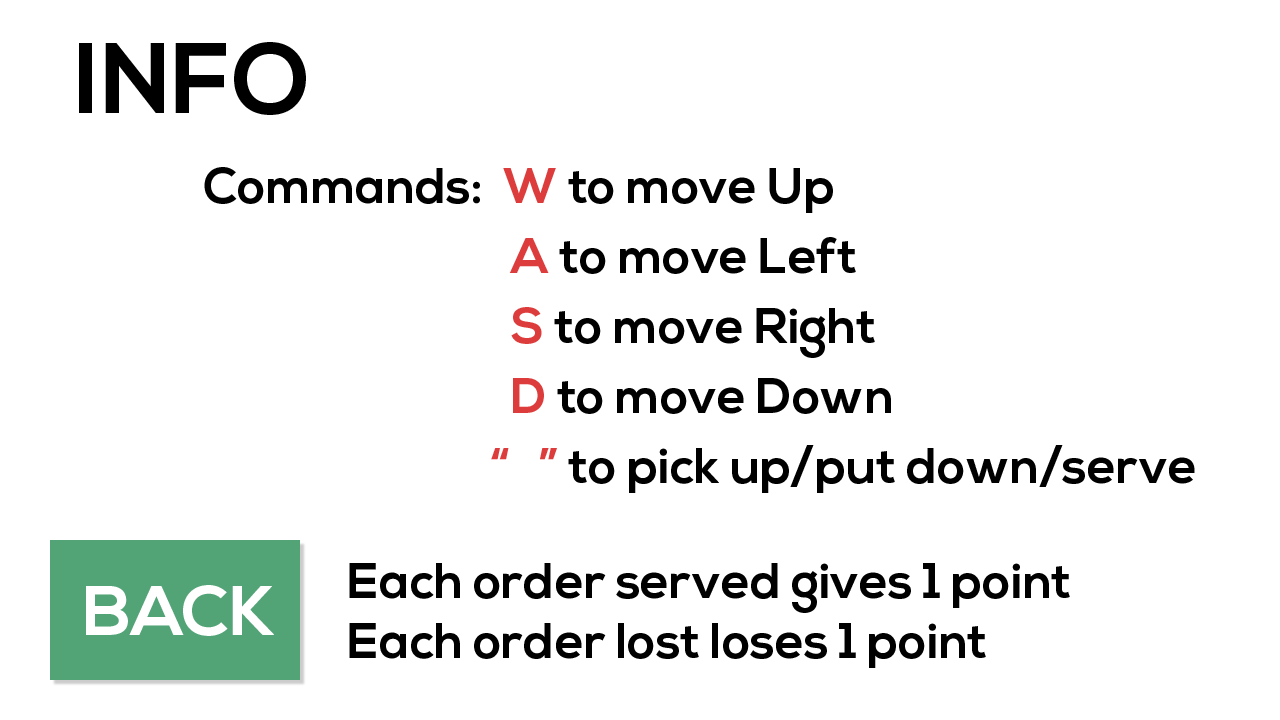 INFO
Commands: W to move Up
A to move Left
S to move Right
D to move Down
“ ” to pick up/put down/serve
BACK
Each order served gives 1 point
Each order lost loses 1 point